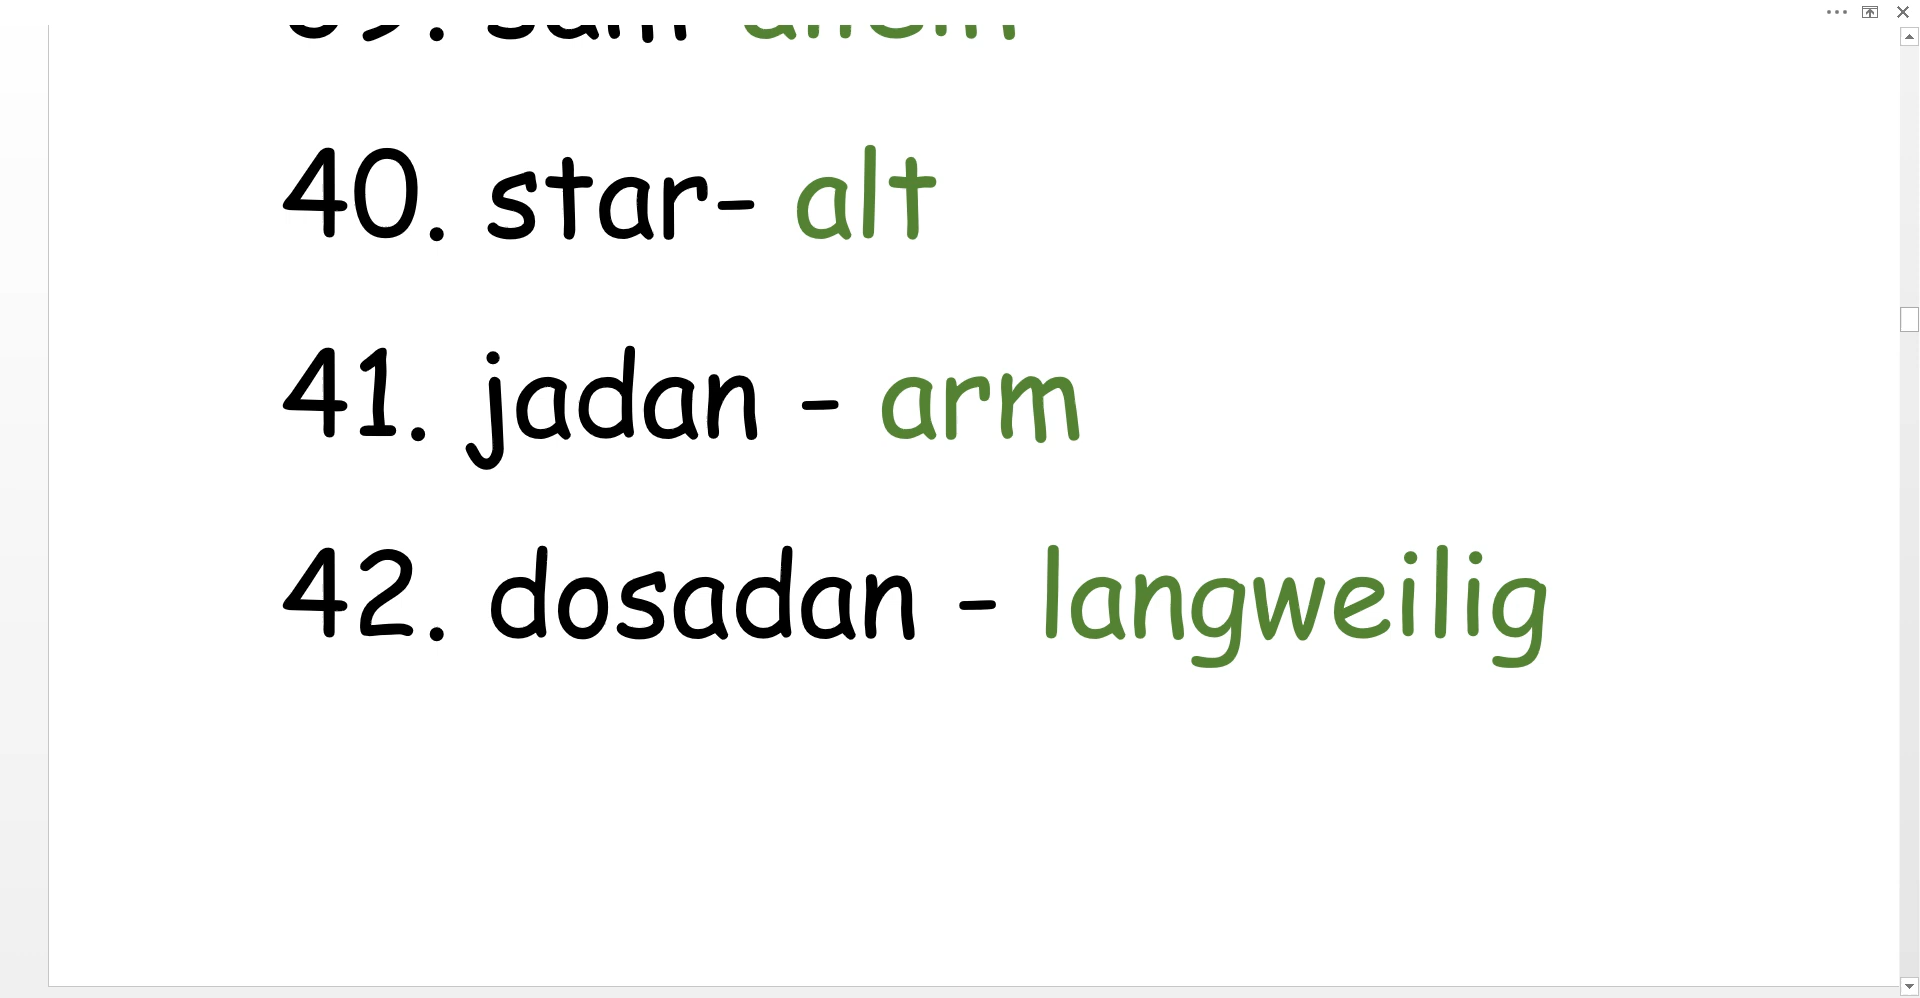 40. star- alt
41. jadan - arm
42. dosadan - langweilig